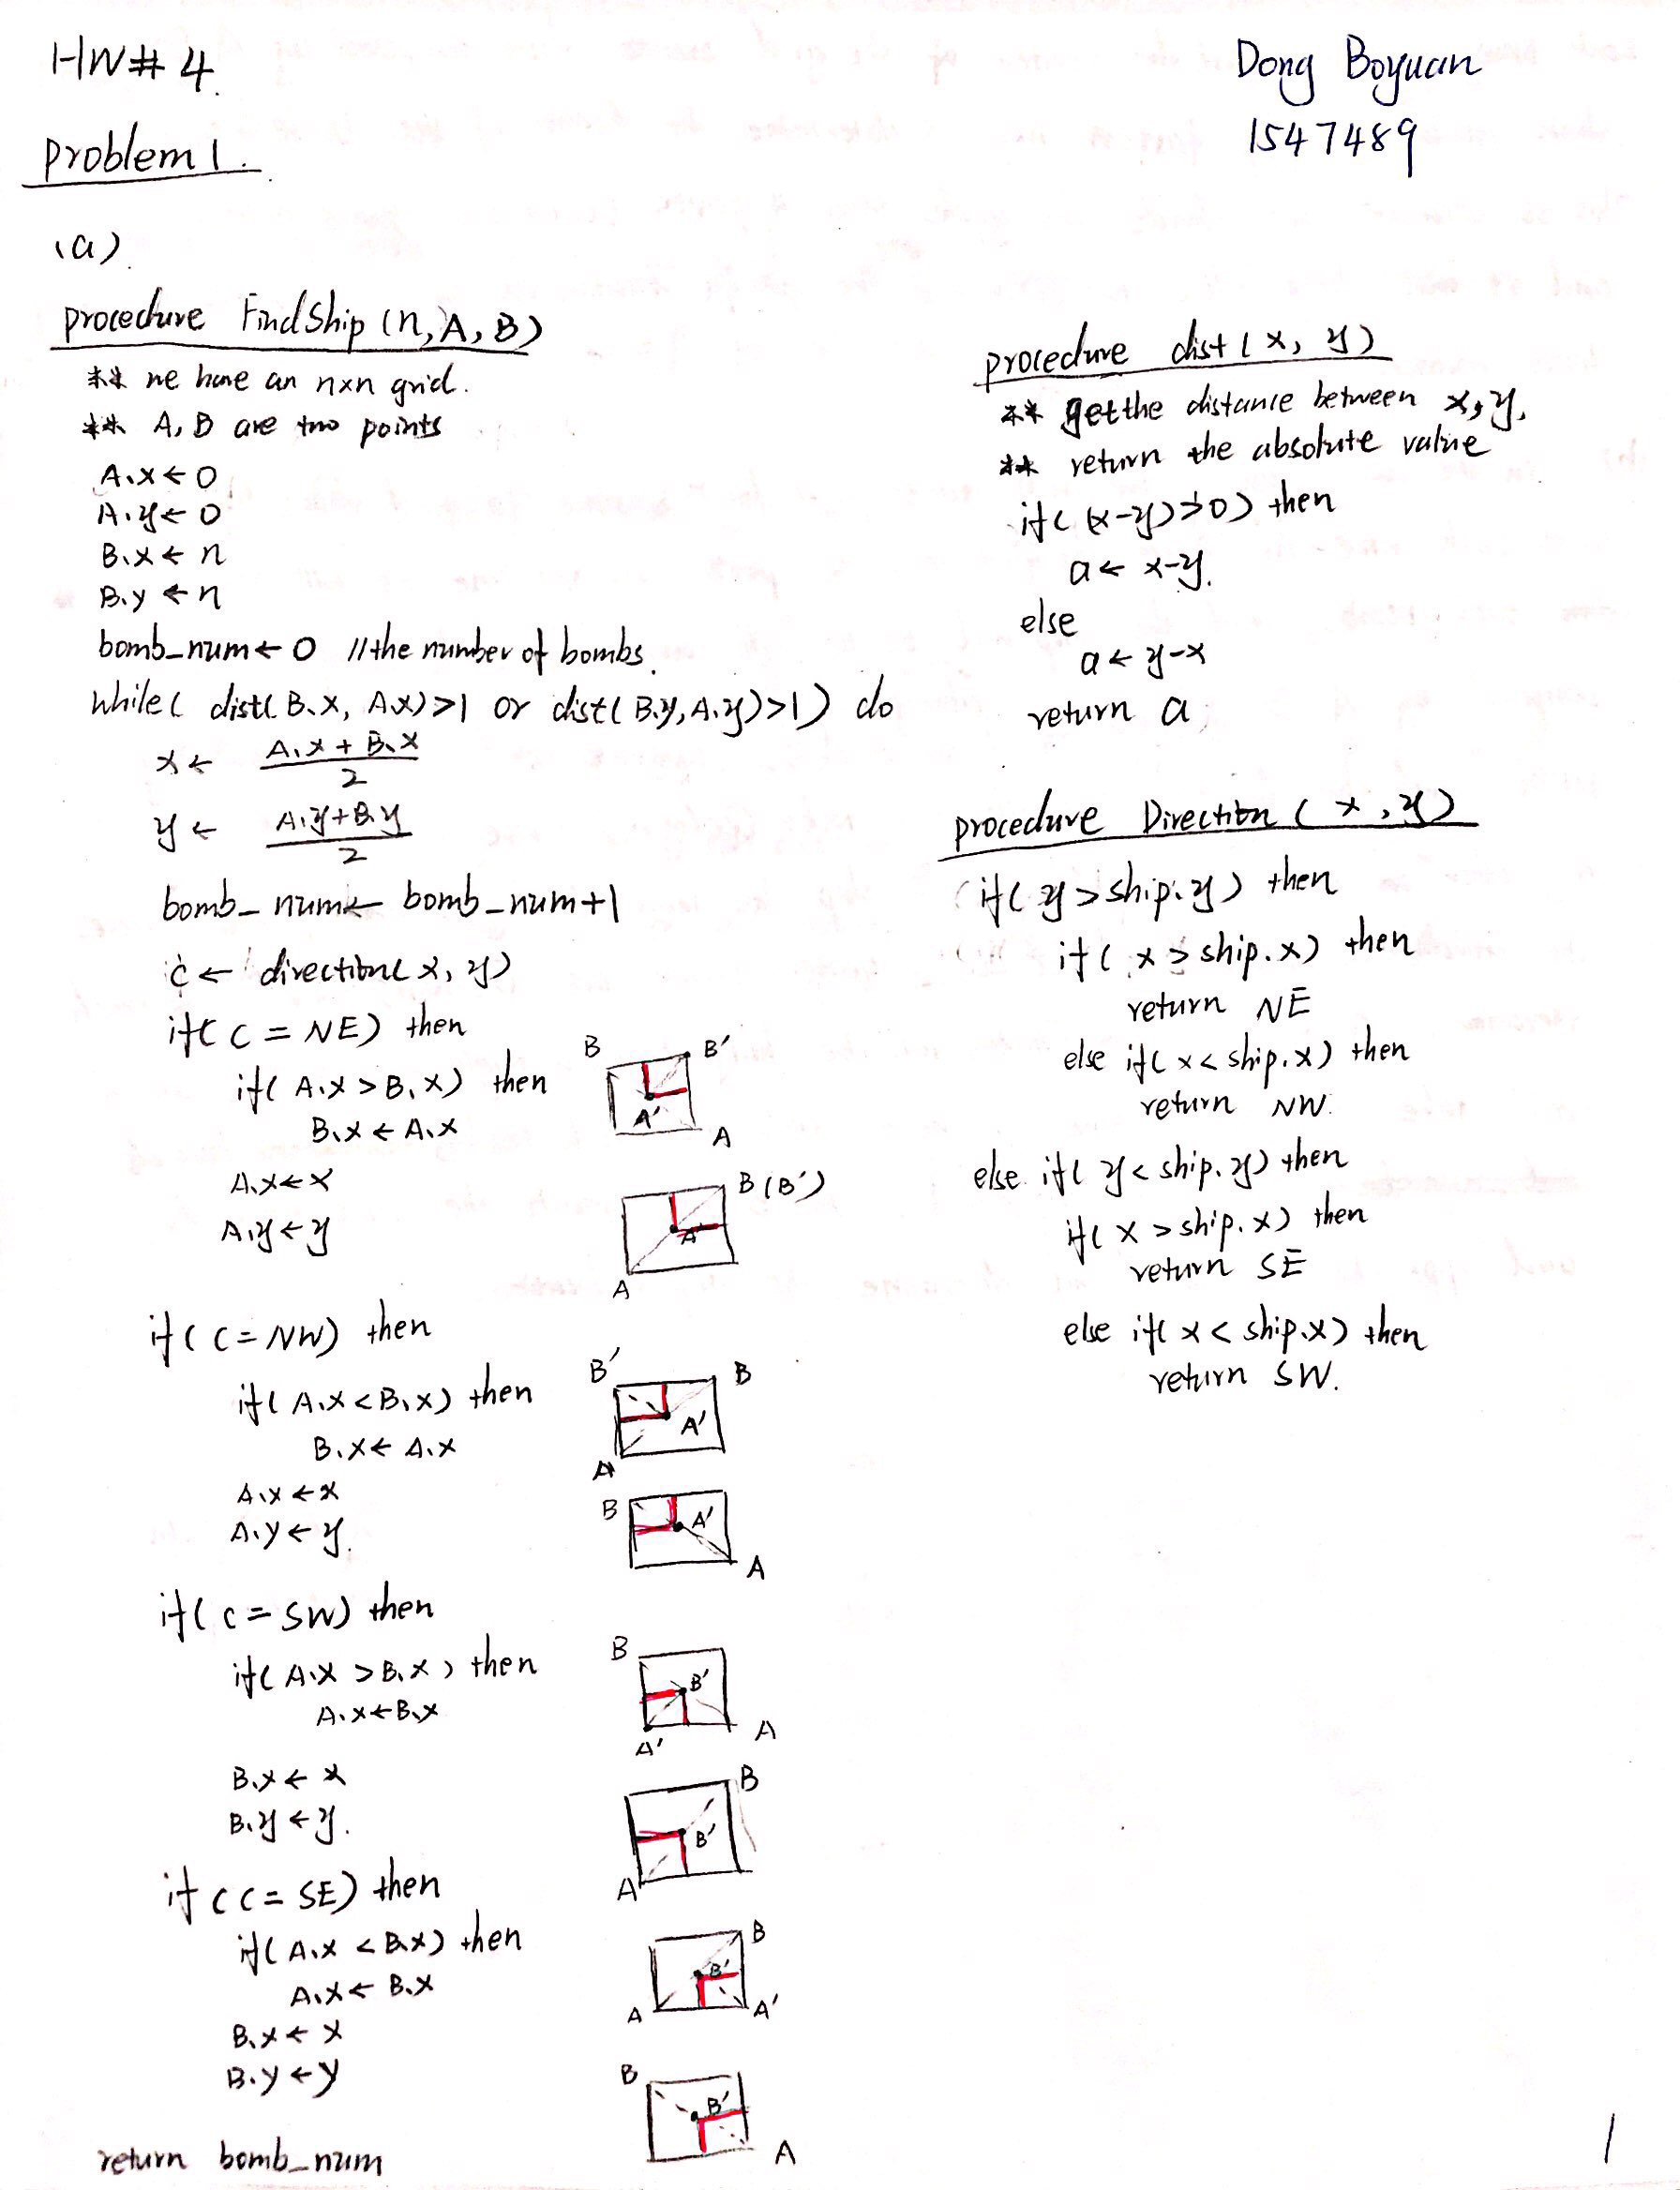 HW# 4.
Dong Boyuan
1547489
Problem 1.
(a).
procedure FindShip (n, A, B)
** we have an nxn grid.
** A, B are two points
A.x ← 0
A.y ← 0
B.x ← n
B.y ← n
bomb_num ← 0 //the number of bombs.
while( dist( B.x, A.x)>1 or dist( B.y, A.y)>1) do
x ← A.x + B.x / 2
y ← A.y + B.y / 2
bomb_num ← bomb_num+1
c ← direction( x, y)
if( C = NE) then
if( A.x > B.x) then
B.x ← A.x
A.x ← x
A.y ← y
B B'
A' A
B (B')
A'
A
if( C = NW) then
if( A.x < B.x) then
B.x ← A.x
A.x ← x
A.y ← y.
B' B
A'
A
B A'
A
if( C = SW) then
if( A.x > B.x) then
A.x ← B.x
B.x ← x
B.y ← y.
B
B'
A' A
B
B'
A
if( C = SE) then
if( A.x < B.x) then
A.x ← B.x
B.x ← x
B.y ← y
B
B'
A A'
B
B'
A
return bomb_num
procedure dist( x, y)
** get the distance between x, y,
** return the absolute value
if( (x-y)>0) then
a ← x-y.
else
a ← y-x
return a;
procedure Direction ( x, y)
if( y > ship.y) then
if( x > ship.x) then
return NE
else if( x < ship.x) then
return NW.
else if( y < ship.y) then
if( x > ship.x) then
return SE
else if( x < ship.x) then
return SW.
1